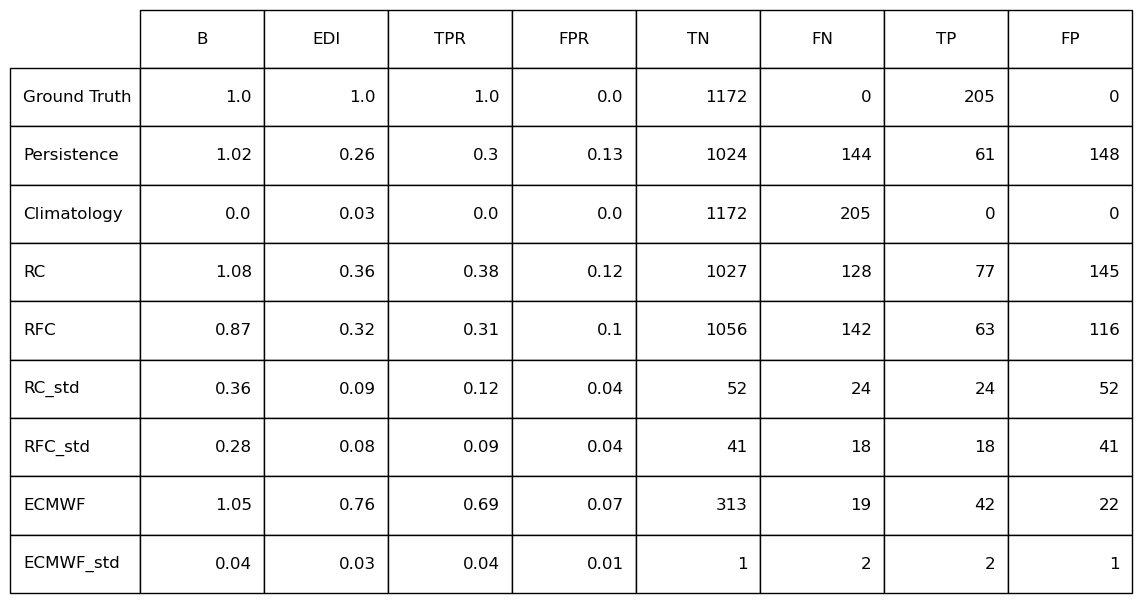 B EDI TPR FPR TN FN TP FP
Ground Truth 1.0 1.0 1.0 0.0 1172 0 205 0
Persistence 1.02 0.26 0.3 0.13 1024 144 61 148
Climatology 0.0 0.03 0.0 0.0 1172 205 0 0
RC 1.08 0.36 0.38 0.12 1027 128 77 145
RFC 0.87 0.32 0.31 0.1 1056 142 63 116
RC_std 0.36 0.09 0.12 0.04 52 24 24 52
RFC_std 0.28 0.08 0.09 0.04 41 18 18 41
ECMWF 1.05 0.76 0.69 0.07 313 19 42 22
ECMWF_std 0.04 0.03 0.04 0.01 1 2 2 1